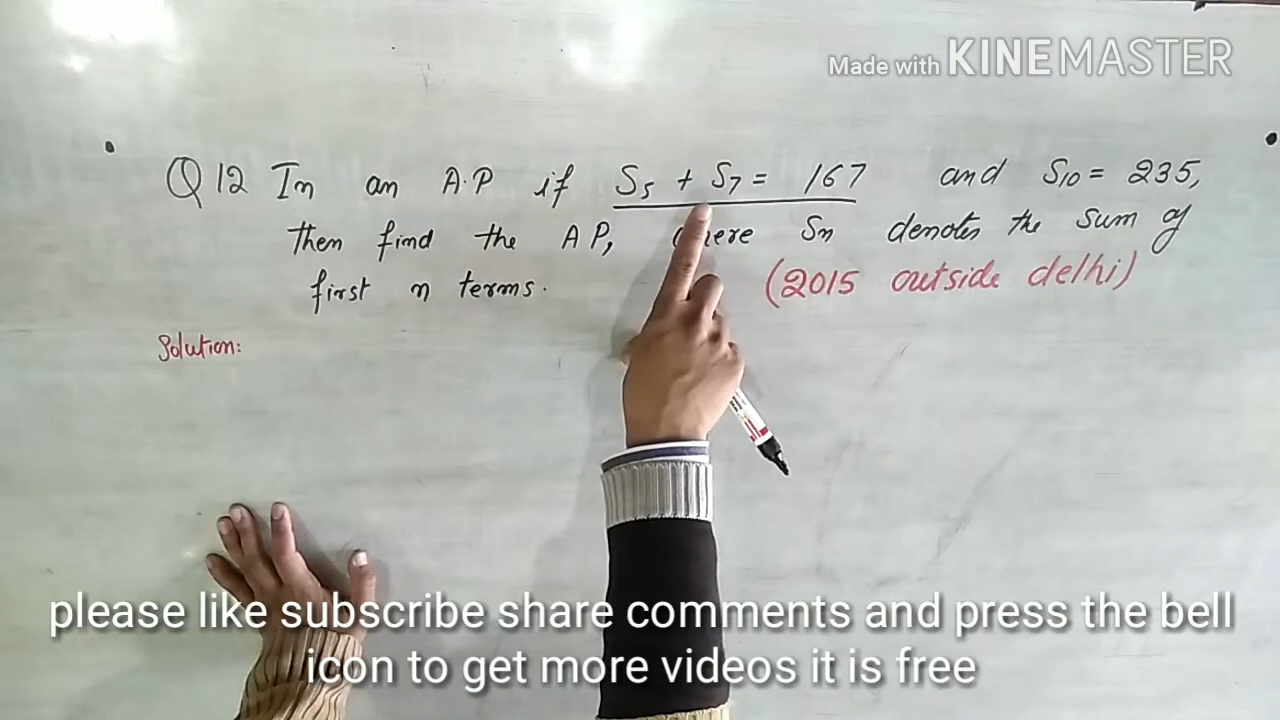 Made with KINEMASTER
Q12 In an A.P if S₅ + S₇ = 167 and S₁₀ = 235,
Then find the AP, where Sn denotes the sum of
first n terms. (2015 outside delhi)
Solution:
please like subscribe share comments and press the bell
icon to get more videos it is free